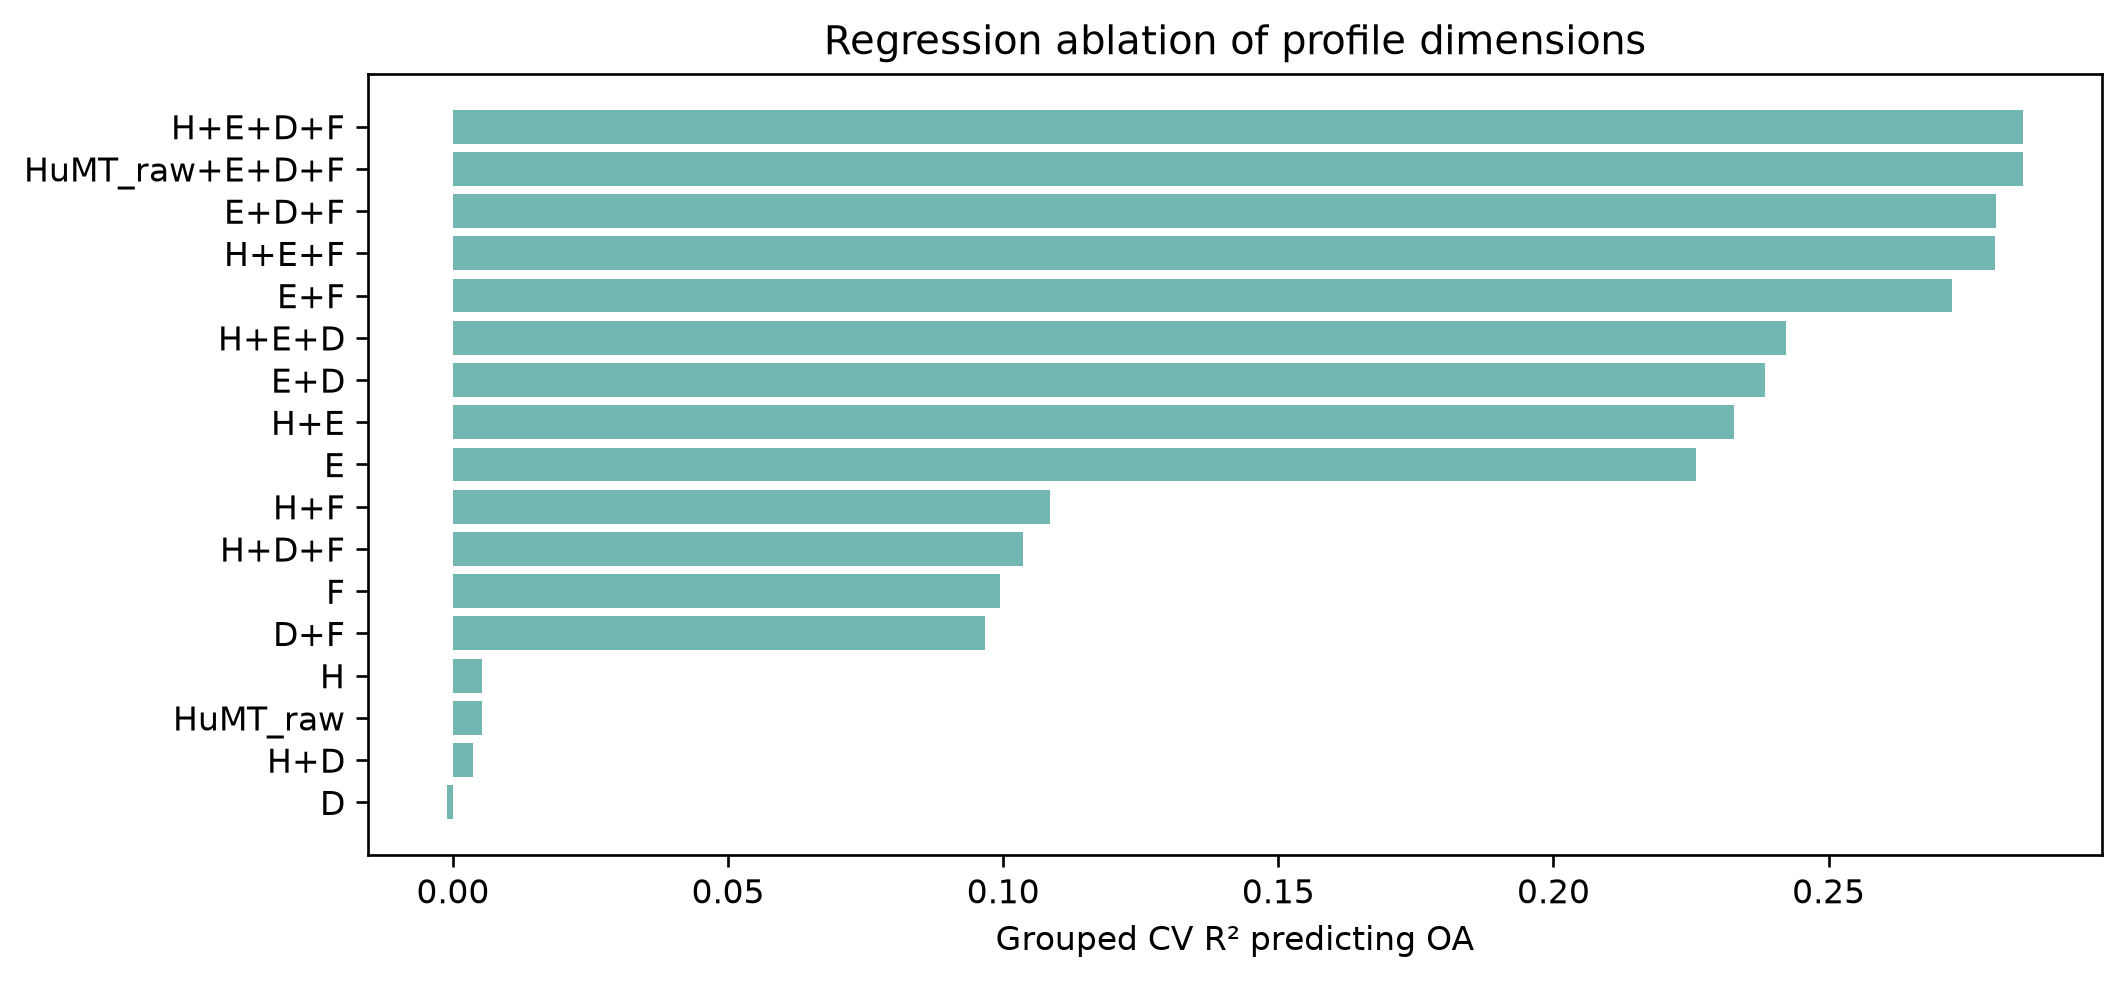 Regression ablation of profile dimensions
H+E+D+F
HuMT_raw+E+D+F
E+D+F
H+E+F
E+F
H+E+D
E+D
H+E
E
H+F
H+D+F
F
D+F
H
HuMT_raw
H+D
D
0.00 0.05 0.10 0.15 0.20 0.25
Grouped CV R² predicting OA